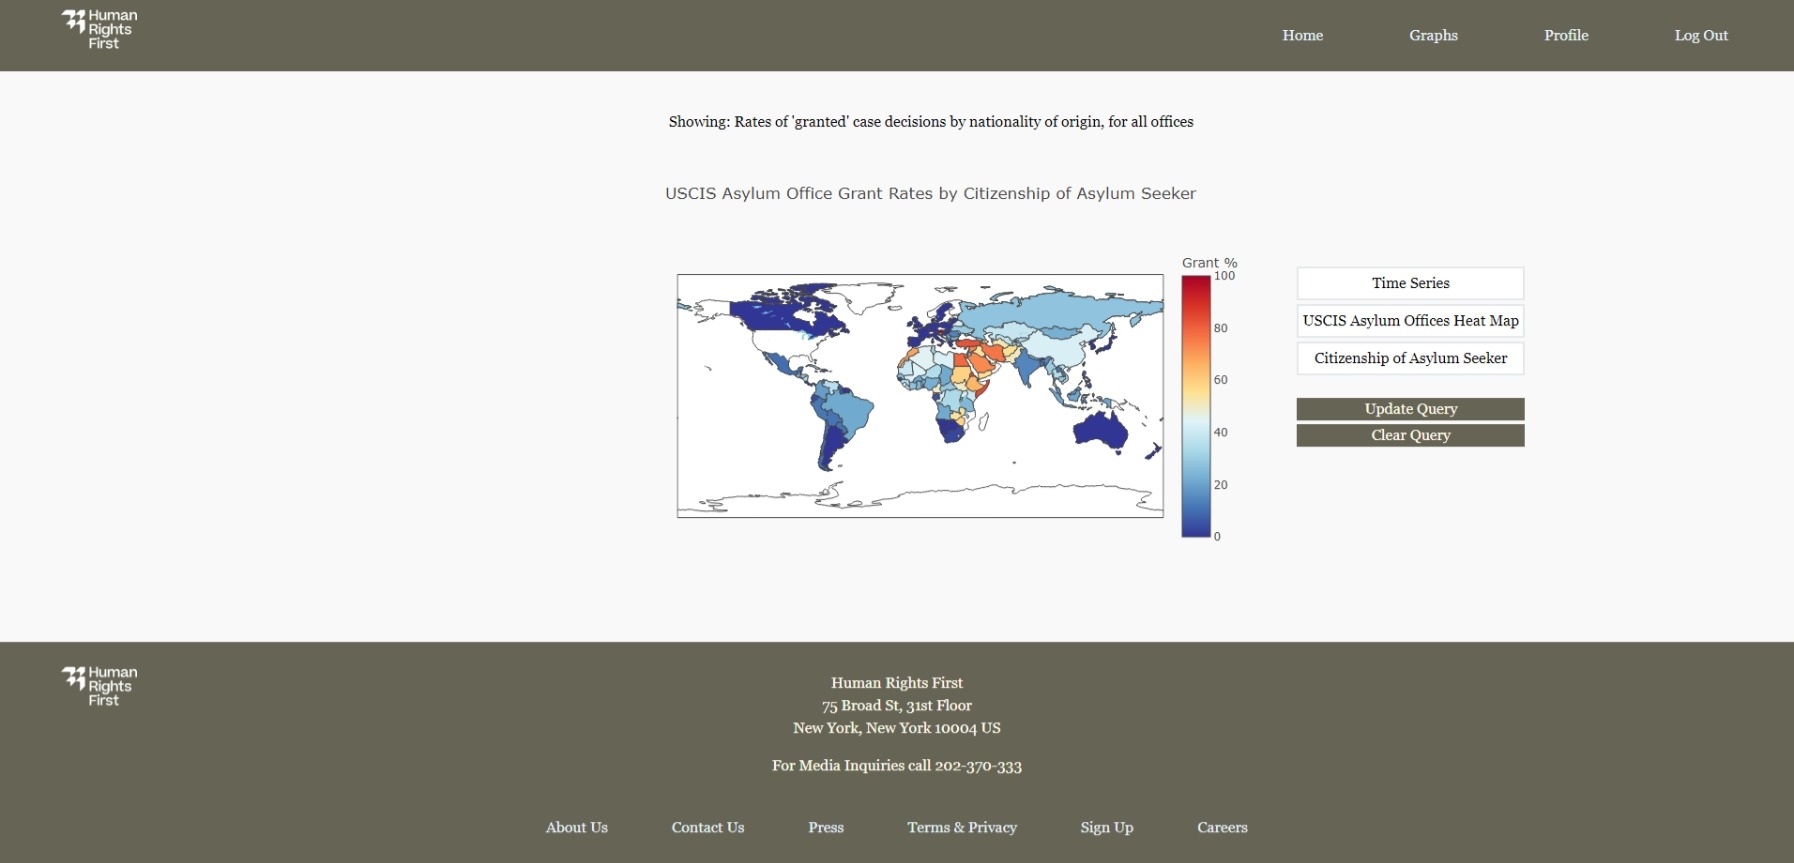 Human
Rights
First
Home
Graphs
Profile
Log Out
Showing: Rates of 'granted' case decisions by nationality of origin, for all offices
USCIS Asylum Office Grant Rates by Citizenship of Asylum Seeker
Grant %
100
80
60
40
20
0
Time Series
USCIS Asylum Offices Heat Map
Citizenship of Asylum Seeker
Update Query
Clear Query
Human
Rights
First
Human Rights First
75 Broad St, 31st Floor
New York, New York 10004 US
For Media Inquiries call 202-370-333
About Us
Contact Us
Press
Terms & Privacy
Sign Up
Careers